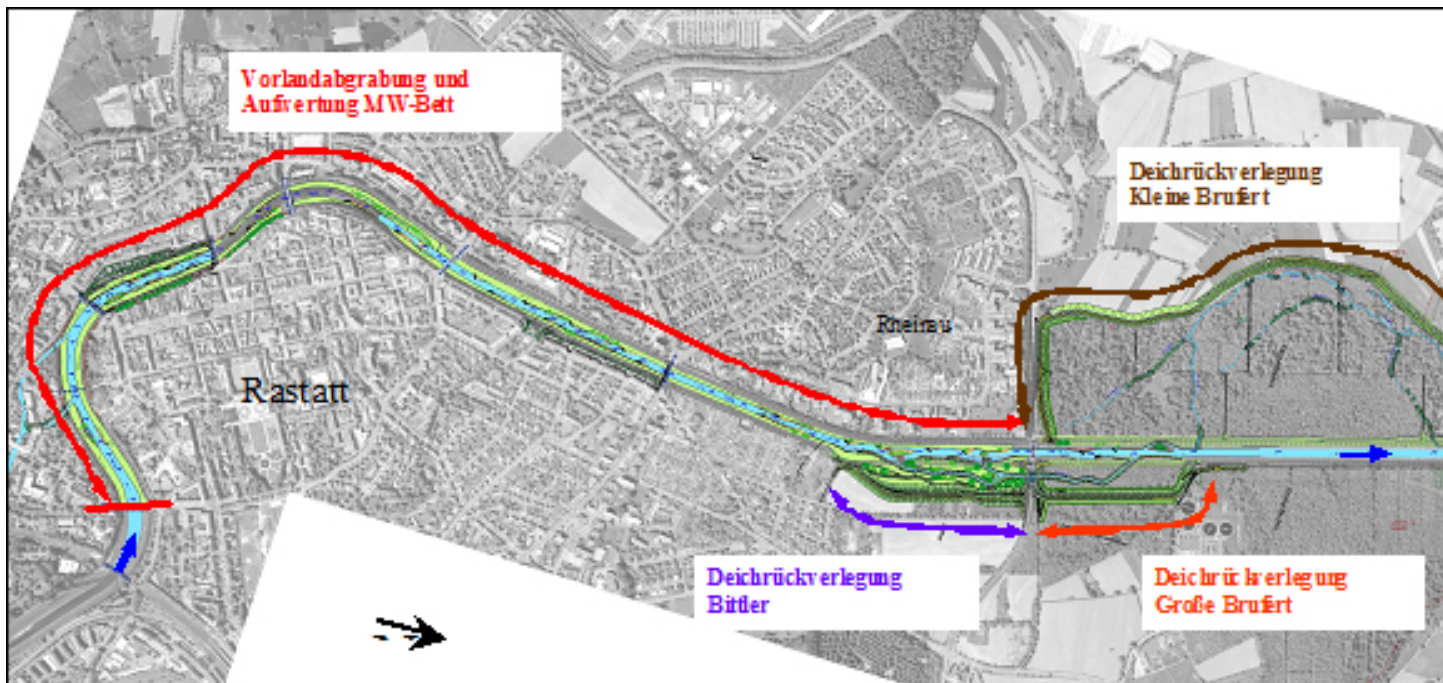 Vorlandabgrabung und
Aufwertung MW-Bett
Deichrückverlegung
Kleine Brufert
Rheinau
Rastatt
Deichrückverlegung
Bittler
Deichrückverlegung
Große Brufert